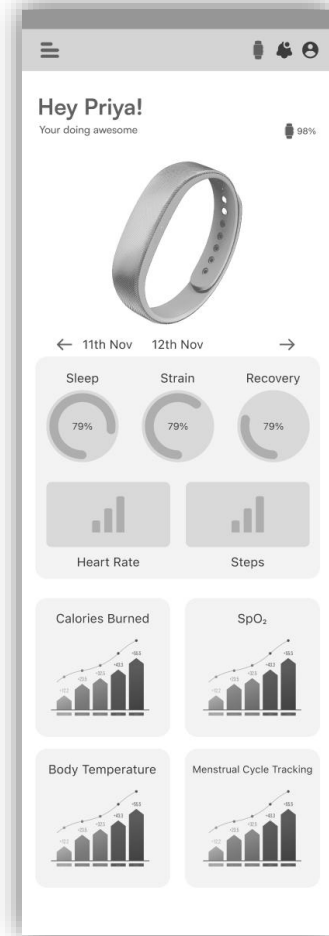 Hey Priya!
Your doing awesome
98%
← 11th Nov 12th Nov →
Sleep Strain Recovery
79% 79% 79%
Heart Rate Steps
Calories Burned SpO₂
Body Temperature Menstrual Cycle Tracking